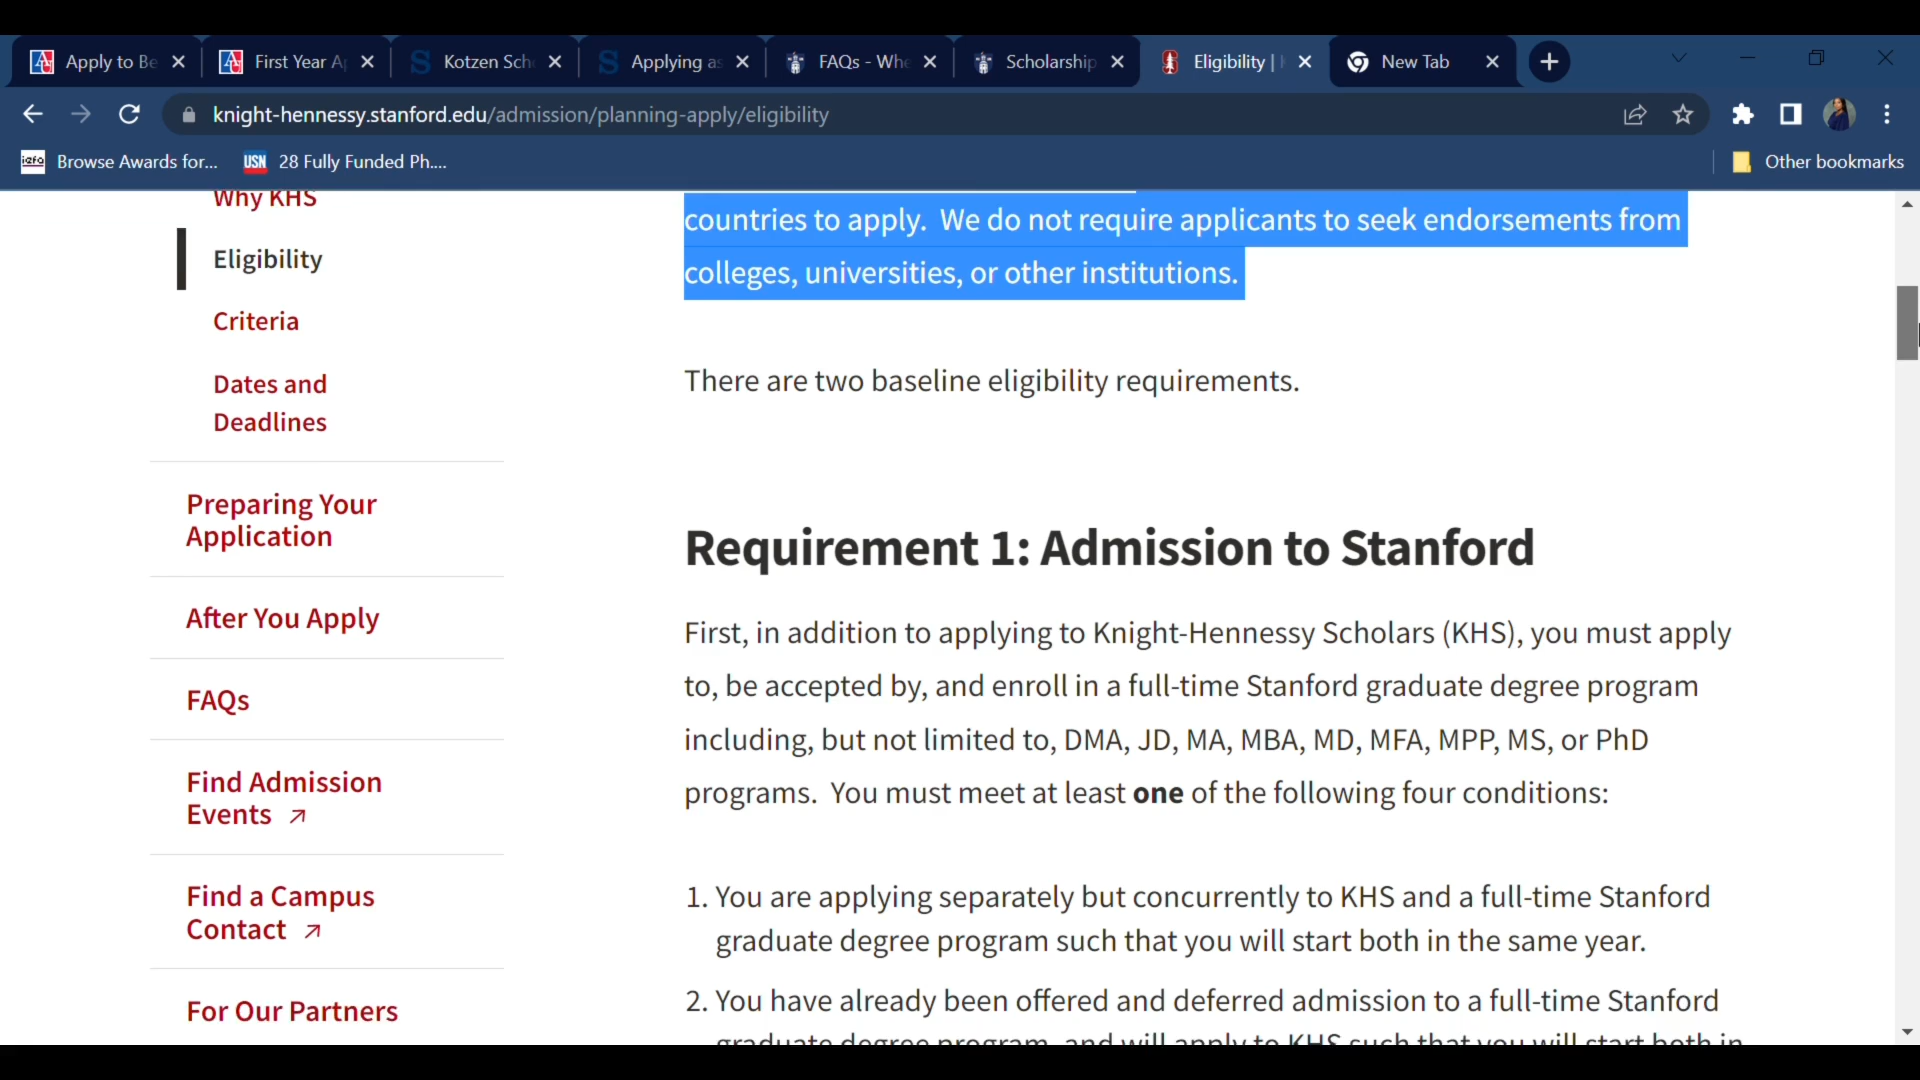 Apply to Be
First Year A
Kotzen Sch
Applying as
FAQs - Whe
Scholarship
Eligibility |
New Tab
knight-hennessy.stanford.edu/admission/planning-apply/eligibility
iefa Browse Awards for...
USN 28 Fully Funded Ph....
Other bookmarks
Why KHS
Eligibility
Criteria
Dates and
Deadlines
Preparing Your
Application
After You Apply
FAQs
Find Admission
Events
Find a Campus
Contact
For Our Partners
countries to apply.  We do not require applicants to seek endorsements from
colleges, universities, or other institutions.
There are two baseline eligibility requirements.
Requirement 1: Admission to Stanford
First, in addition to applying to Knight-Hennessy Scholars (KHS), you must apply
to, be accepted by, and enroll in a full-time Stanford graduate degree program
including, but not limited to, DMA, JD, MA, MBA, MD, MFA, MPP, MS, or PhD
programs.  You must meet at least one of the following four conditions:
1. You are applying separately but concurrently to KHS and a full-time Stanford
graduate degree program such that you will start both in the same year.
2. You have already been offered and deferred admission to a full-time Stanford
graduate degree program, and will apply to KHS such that you will start both in